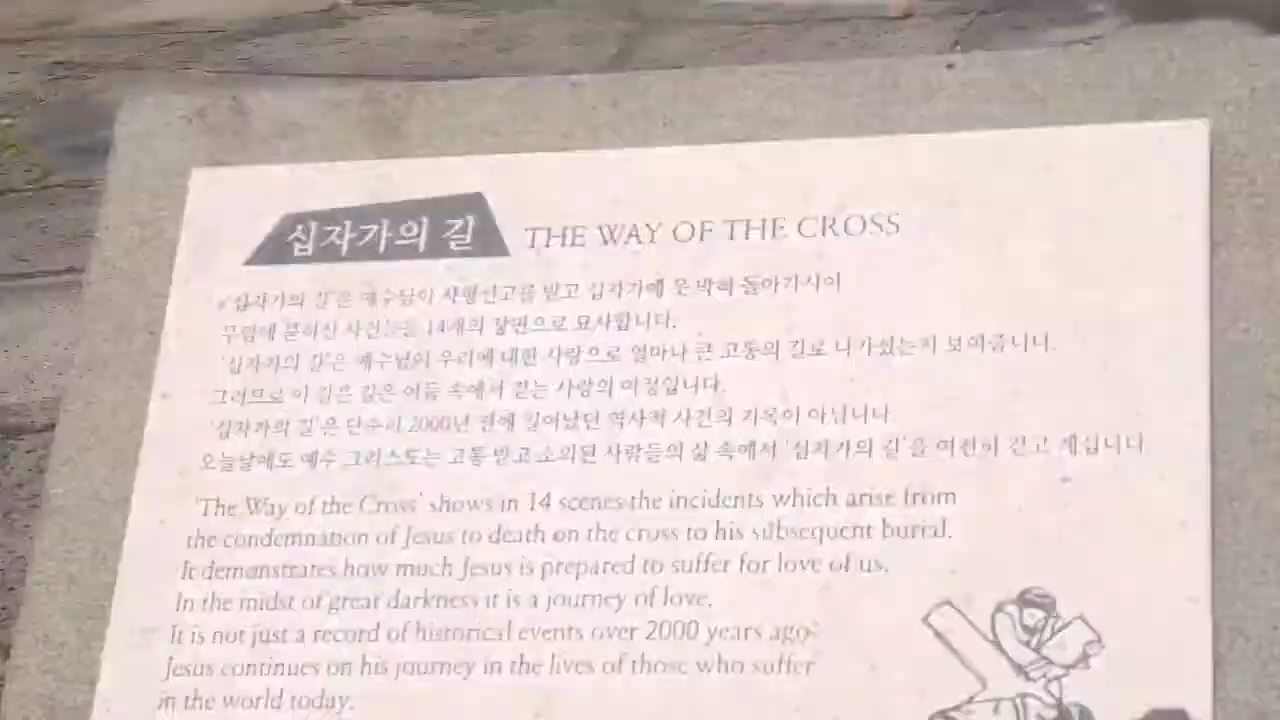 십자가의 길 THE WAY OF THE CROSS
'십자가의 길'은 예수님이 사형선고를 받고 십자가에 못 박혀 돌아가시어
무덤에 묻히신 사건들을 14개의 장면으로 묘사합니다.
'십자가의 길'은 예수님이 우리에 대한 사랑으로 얼마나 큰 고통의 길로 나가셨는지 보여줍니다.
그러므로 이 길은 깊은 어둠 속에서 걷는 사랑의 여정입니다.
'십자가의 길'은 단순히 2000년 전에 일어났던 역사적 사건의 기록이 아닙니다
오늘날에도 예수 그리스도는 고통 받고 소외된 사람들의 삶 속에서 '십자가의 길'을 여전히 걷고 계십니다
'The Way of the Cross' shows in 14 scenes the incidents which arise from
the condemnation of Jesus to death on the cross to his subsequent burial.
It demonstrates how much Jesus is prepared to suffer for love of us.
In the midst of great darkness it is a journey of love.
It is not just a record of historical events over 2000 years ago
Jesus continues on his journey in the lives of those who suffer
in the world today.